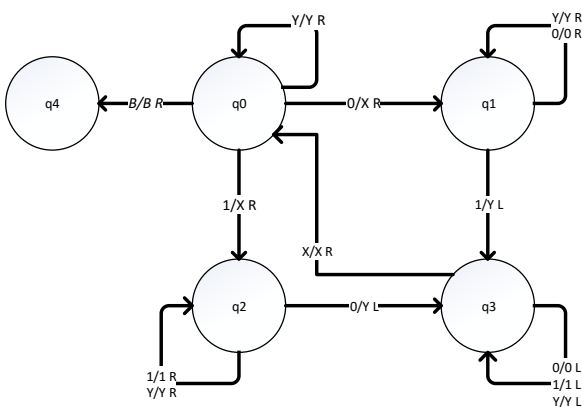 Y/Y R
Y/Y R
0/0 R
q4
B/B R
q0
0/X R
q1
1/X R
1/Y L
X/X R
q2
0/Y L
q3
1/1 R
Y/Y R
0/0 L
1/1 L
Y/Y L